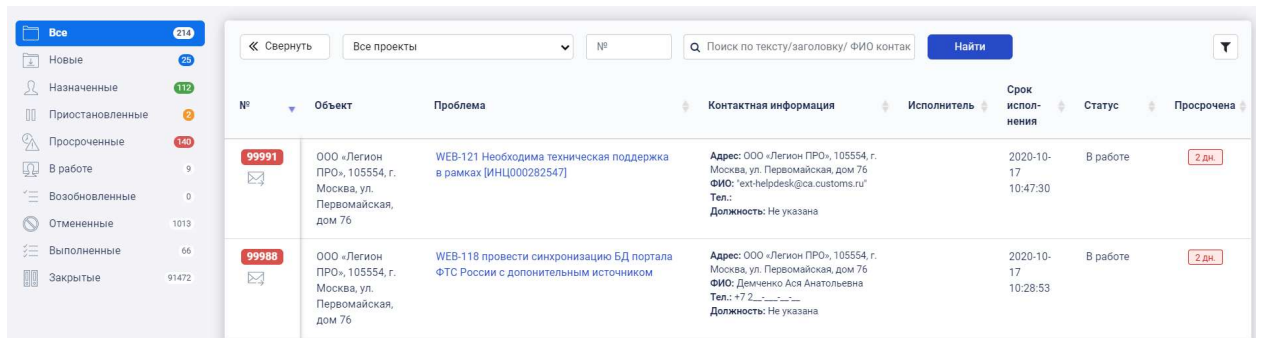 Все 214
Новые 25
Назначенные 112
Приостановленные 2
Просроченные 140
В работе 9
Возобновленные 0
Отмененные 1013
Выполненные 66
Закрытые 91472
Свернуть
Все проекты
№
Поиск по тексту/заголовку/ ФИО контак
Найти
№
Объект
Проблема
Контактная информация
Исполнитель
Срок
испол-
нения
Статус
Просрочена
99991
ООО «Легион
ПРО», 105554, г.
Москва, ул.
Первомайская,
дом 76
WEB-121 Необходима техническая поддержка
в рамках [ИНЦ000282547]
Адрес: ООО «Легион ПРО», 105554, г.
Москва, ул. Первомайская, дом 76
ФИО: "ext-helpdesk@ca.customs.ru"
Тел.:
Должность: Не указана
2020-10-
17
10:47:30
В работе
2 дн.
99988
ООО «Легион
ПРО», 105554, г.
Москва, ул.
Первомайская,
дом 76
WEB-118 провести синхронизацию БД портала
ФТС России с допонительным источником
Адрес: ООО «Легион ПРО», 105554, г.
Москва, ул. Первомайская, дом 76
ФИО: Демченко Ася Анатольевна
Тел.: +7 2__-___-__-__
Должность: Не указана
2020-10-
17
10:28:53
В работе
2 дн.